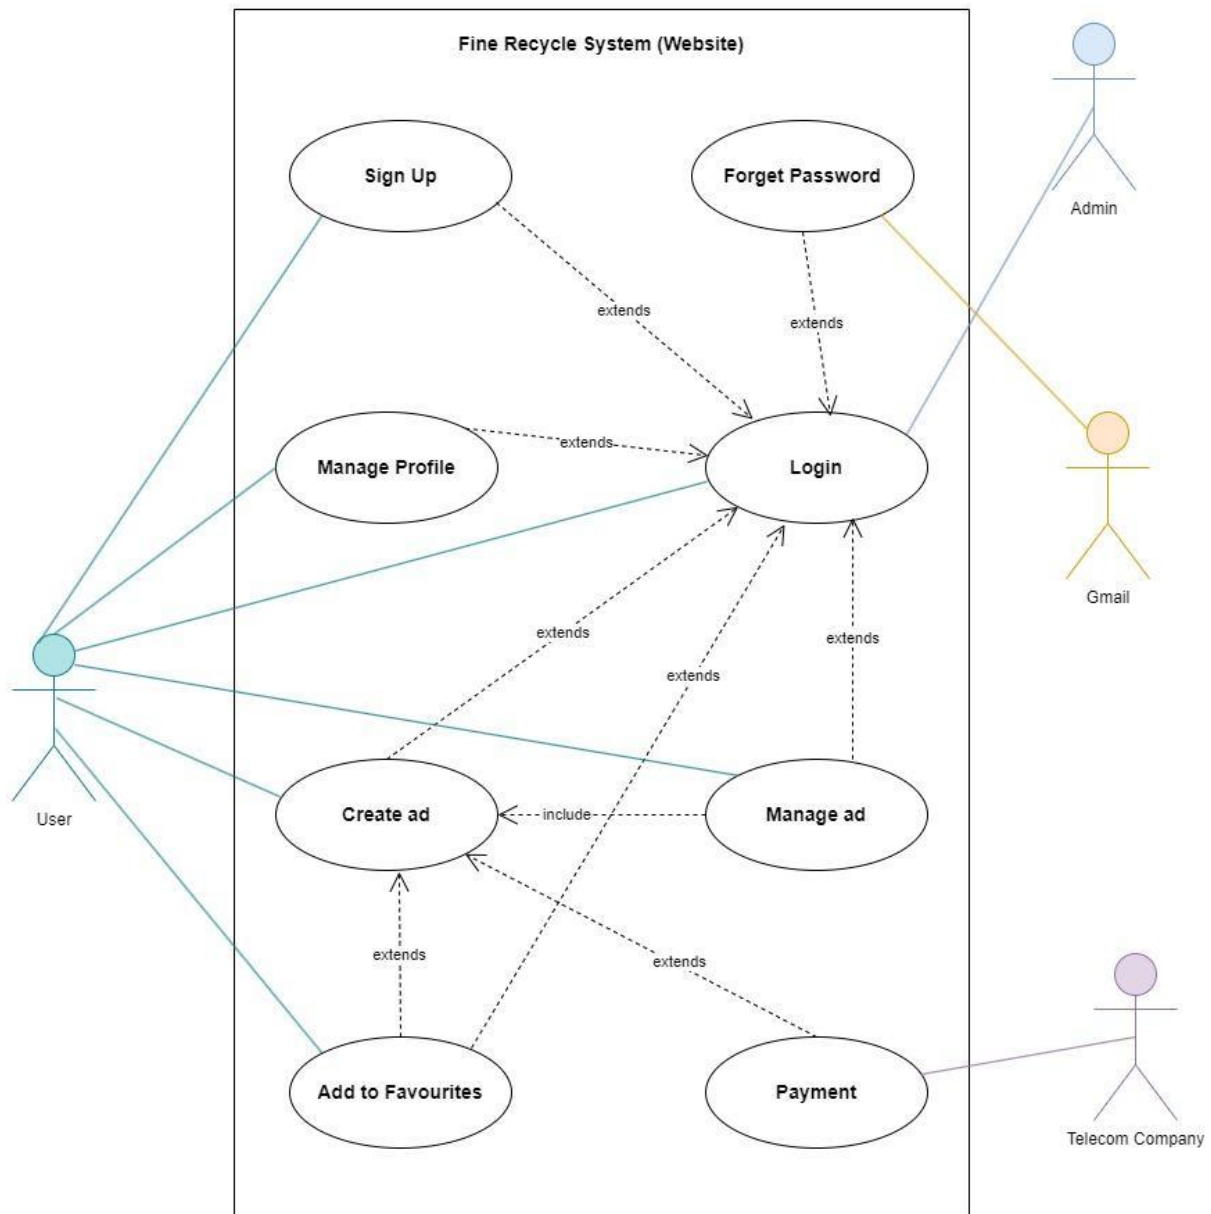 Fine Recycle System (Website)
Sign Up
Forget Password
Admin
extends
extends
Manage Profile
extends
Login
Gmail
extends
extends
extends
User
Create ad
include
Manage ad
extends
extends
Add to Favourites
Payment
Telecom Company